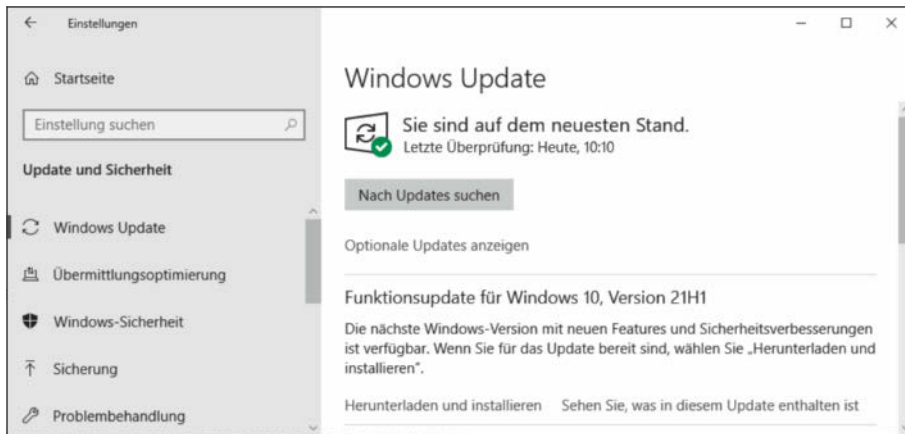 Einstellungen
Startseite
Einstellung suchen
Update und Sicherheit
Windows Update
Übermittlungsoptimierung
Windows-Sicherheit
Sicherung
Problembehandlung
Windows Update
Sie sind auf dem neuesten Stand.
Letzte Überprüfung: Heute, 10:10
Nach Updates suchen
Optionale Updates anzeigen
Funktionsupdate für Windows 10, Version 21H1
Die nächste Windows-Version mit neuen Features und Sicherheitsverbesserungen
ist verfügbar. Wenn Sie für das Update bereit sind, wählen Sie „Herunterladen und
installieren“.
Herunterladen und installieren Sehen Sie, was in diesem Update enthalten ist